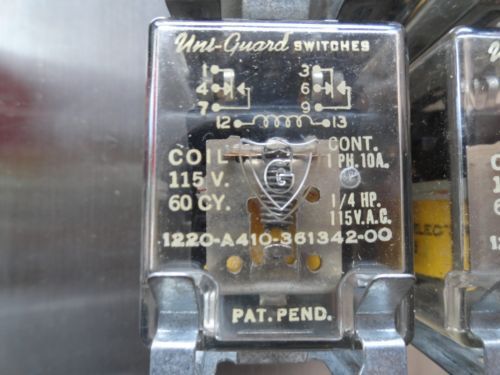 Uni-Guard SWITCHES
1 3
4 6
7 9
12 13
COIL CONT.
115 V. 1 PH. 10A.
60 CY. 1/4 HP.
115V.A.C.
G
1220-A410-361342-00
PAT. PEND.